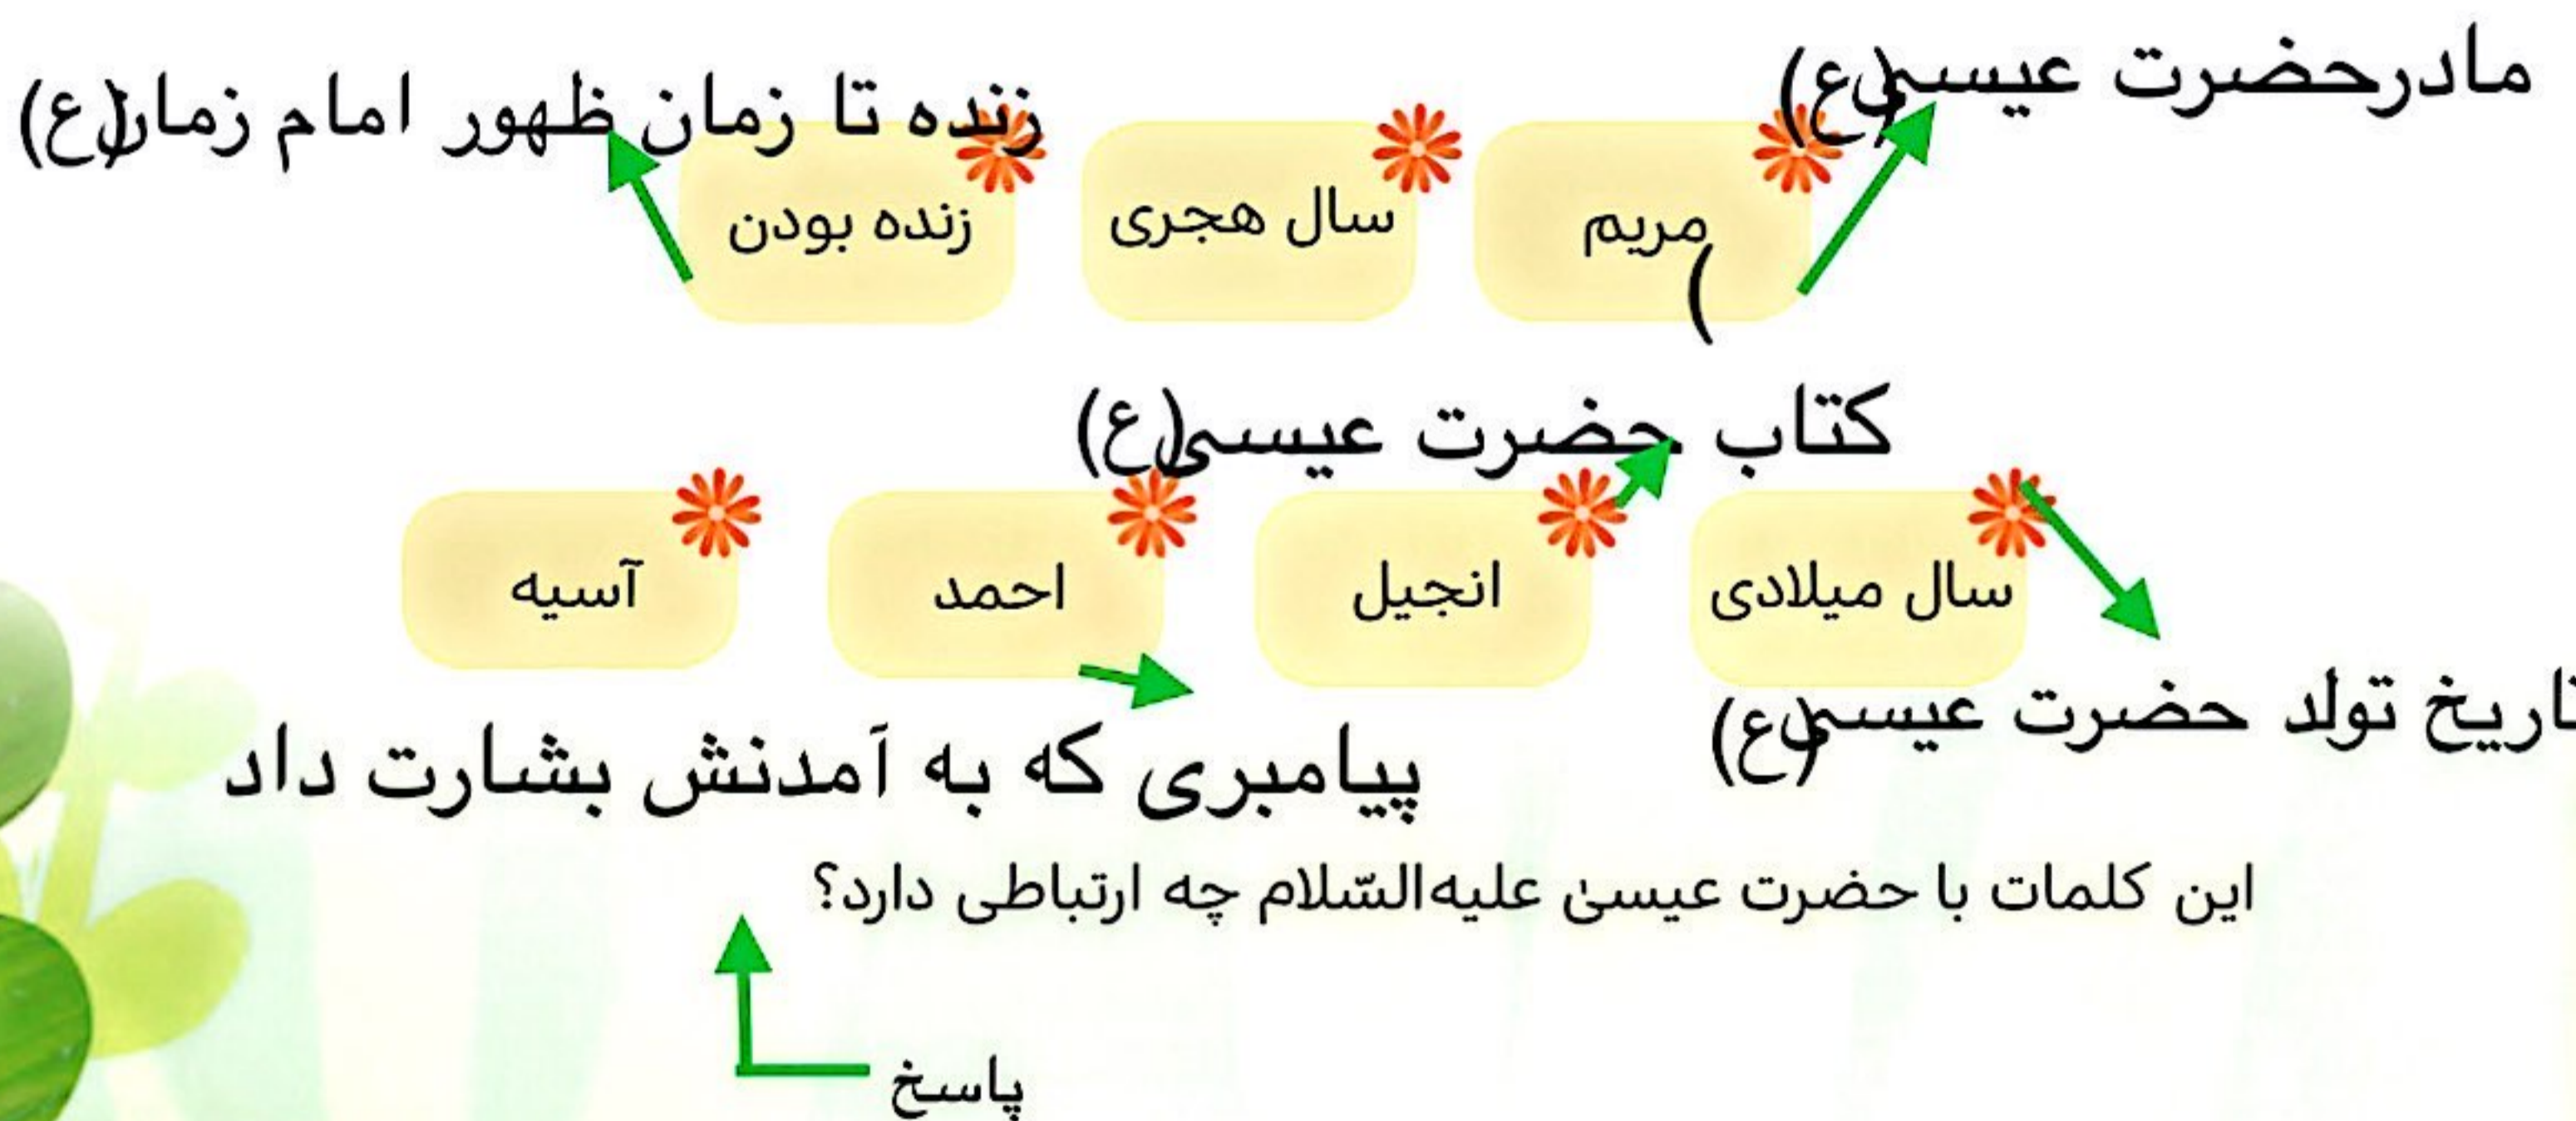 مادرحضرت عیسی(ع)
زنده تا زمان ظهور امام زمان(ع)
مریم
سال هجری
زنده بودن
)
کتاب حضرت عیسی(ع)
سال میلادی
انجیل
احمد
آسیه
تاریخ تولد حضرت عیسی(ع)
پیامبری که به آمدنش بشارت داد
این کلمات با حضرت عیسیٰ علیه‌السّلام چه ارتباطی دارد؟
پاسخ